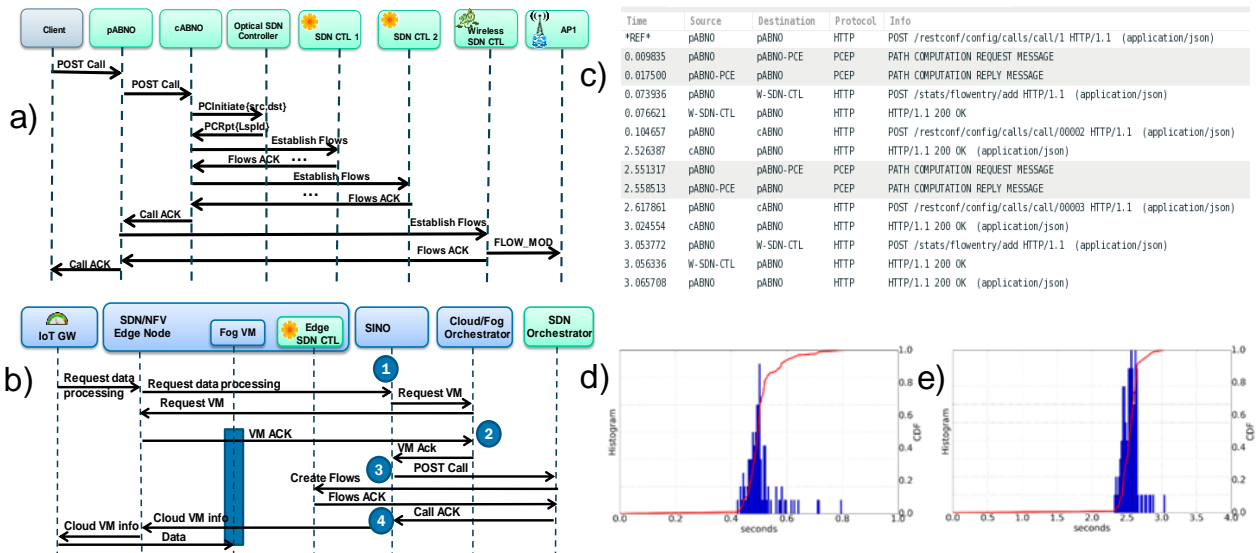 a)
Client
pABNO
cABNO
Optical SDN
Controller
SDN CTL 1
SDN CTL 2
Wireless
SDN CTL
AP1
POST Call
POST Call
PCInitiate{src,dst}
PCRpt{LspId}
Establish Flows
Flows ACK
...
Establish Flows
...
Flows ACK
Call ACK
Establish Flows
Flows ACK
FLOW_MOD
Call ACK
b)
IoT GW
SDN/NFV
Edge Node
Fog VM
Edge
SDN CTL
SINO
Cloud/Fog
Orchestrator
SDN
Orchestrator
1
Request data
processing
Request data processing
Request VM
Request VM
VM ACK
2
VM Ack
3
POST Call
Create Flows
Flows ACK
4
Call ACK
Cloud VM info
Cloud VM info
Data
c)
Time Source Destination Protocol Info
*REF* pABNO pABNO HTTP POST /restconf/config/calls/call/1 HTTP/1.1 (application/json)
0.009835 pABNO pABNO-PCE PCEP PATH COMPUTATION REQUEST MESSAGE
0.017500 pABNO-PCE pABNO PCEP PATH COMPUTATION REPLY MESSAGE
0.073936 pABNO W-SDN-CTL HTTP POST /stats/flowentry/add HTTP/1.1 (application/json)
0.076621 W-SDN-CTL pABNO HTTP HTTP/1.1 200 OK
0.104657 pABNO cABNO HTTP POST /restconf/config/calls/call/00002 HTTP/1.1 (application/json)
2.526387 cABNO pABNO HTTP HTTP/1.1 200 OK (application/json)
2.551317 pABNO pABNO-PCE PCEP PATH COMPUTATION REQUEST MESSAGE
2.558513 pABNO-PCE pABNO PCEP PATH COMPUTATION REPLY MESSAGE
2.617861 pABNO cABNO HTTP POST /restconf/config/calls/call/00003 HTTP/1.1 (application/json)
3.024554 cABNO pABNO HTTP HTTP/1.1 200 OK (application/json)
3.053772 pABNO W-SDN-CTL HTTP POST /stats/flowentry/add HTTP/1.1 (application/json)
3.056336 W-SDN-CTL pABNO HTTP HTTP/1.1 200 OK
3.065708 pABNO pABNO HTTP HTTP/1.1 200 OK (application/json)
d)
Histogram
1.0
0.8
0.6
0.4
0.2
0.0
CDF
0.0 0.2 0.4 0.6 0.8 1.0
seconds
e)
Histogram
1.0
0.8
0.6
0.4
0.2
0.0
CDF
0.0 0.5 1.0 1.5 2.0 2.5 3.0 3.5 4.0
seconds